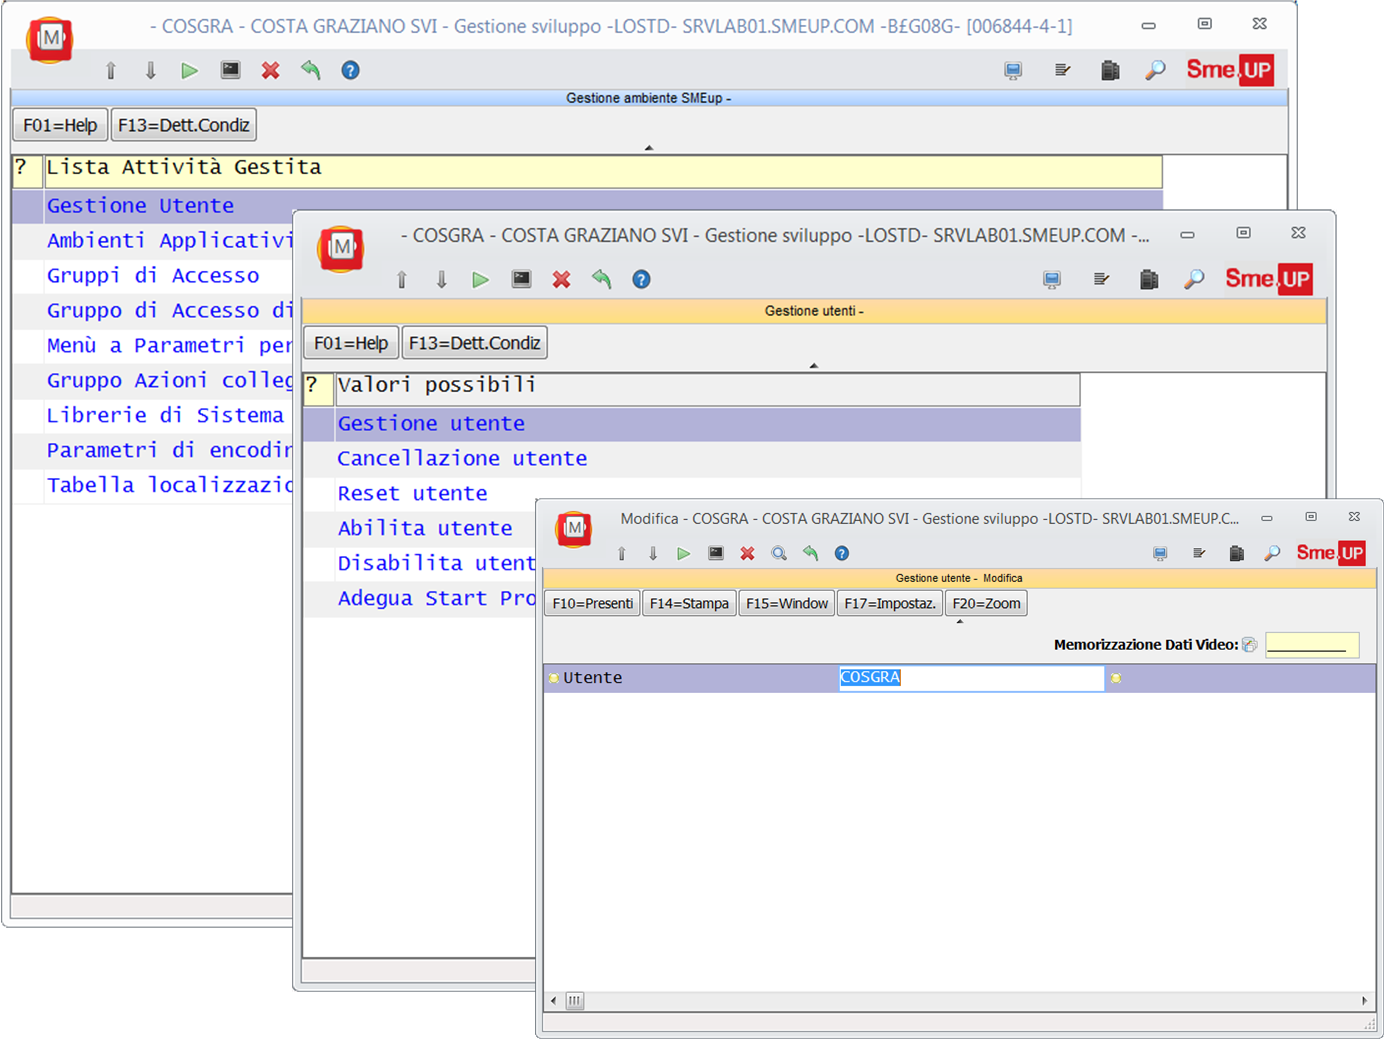 - COSGRA - COSTA GRAZIANO SVI - Gestione sviluppo -LOSTD- SRVLAB01.SMEUP.COM -B£G08G- [006844-4-1]
M
Sme.UP
Gestione ambiente SMEup -
F01=Help F13=Dett.Condiz
? Lista Attività Gestita
Gestione Utente
Ambienti Applicativi
Gruppi di Accesso
Gruppo di Accesso di
Menù a Parametri per
Gruppo Azioni colleg
Librerie di Sistema
Parametri di encodin
Tabella localizzazio
- COSGRA - COSTA GRAZIANO SVI - Gestione sviluppo -LOSTD- SRVLAB01.SMEUP.COM -...
M
Sme.UP
Gestione utenti -
F01=Help F13=Dett.Condiz
? Valori possibili
Gestione utente
Cancellazione utente
Reset utente
Abilita utente
Disabilita utent
Adegua Start Pro
Modifica - COSGRA - COSTA GRAZIANO SVI - Gestione sviluppo -LOSTD- SRVLAB01.SMEUP.C...
M
Sme.UP
Gestione utente - Modifica
F10=Presenti F14=Stampa F15=Window F17=Impostaz. F20=Zoom
Memorizzazione Dati Video:
Utente COSGRA